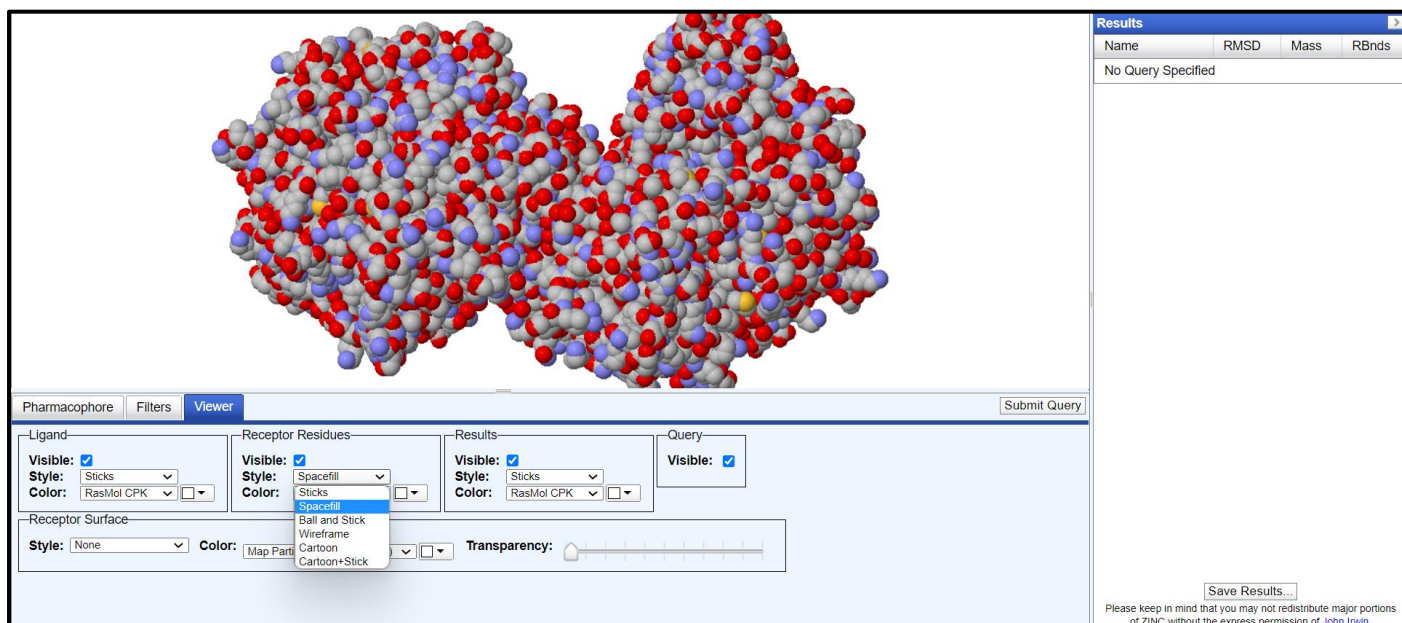 Results
Name RMSD Mass RBnds
No Query Specified
Pharmacophore Filters Viewer Submit Query
Ligand Receptor Residues Results Query
Visible: Visible: Visible: Visible:
Style: Sticks Style: Spacefill Style: Sticks
Color: RasMol CPK Color: Color: RasMol CPK
Sticks
Spacefill
Ball and Stick
Wireframe
Cartoon
Cartoon+Stick
Receptor Surface
Style: None Color: Map Parti Transparency:
Save Results...
Please keep in mind that you may not redistribute major portions
of ZINC without the express permission of John Irwin